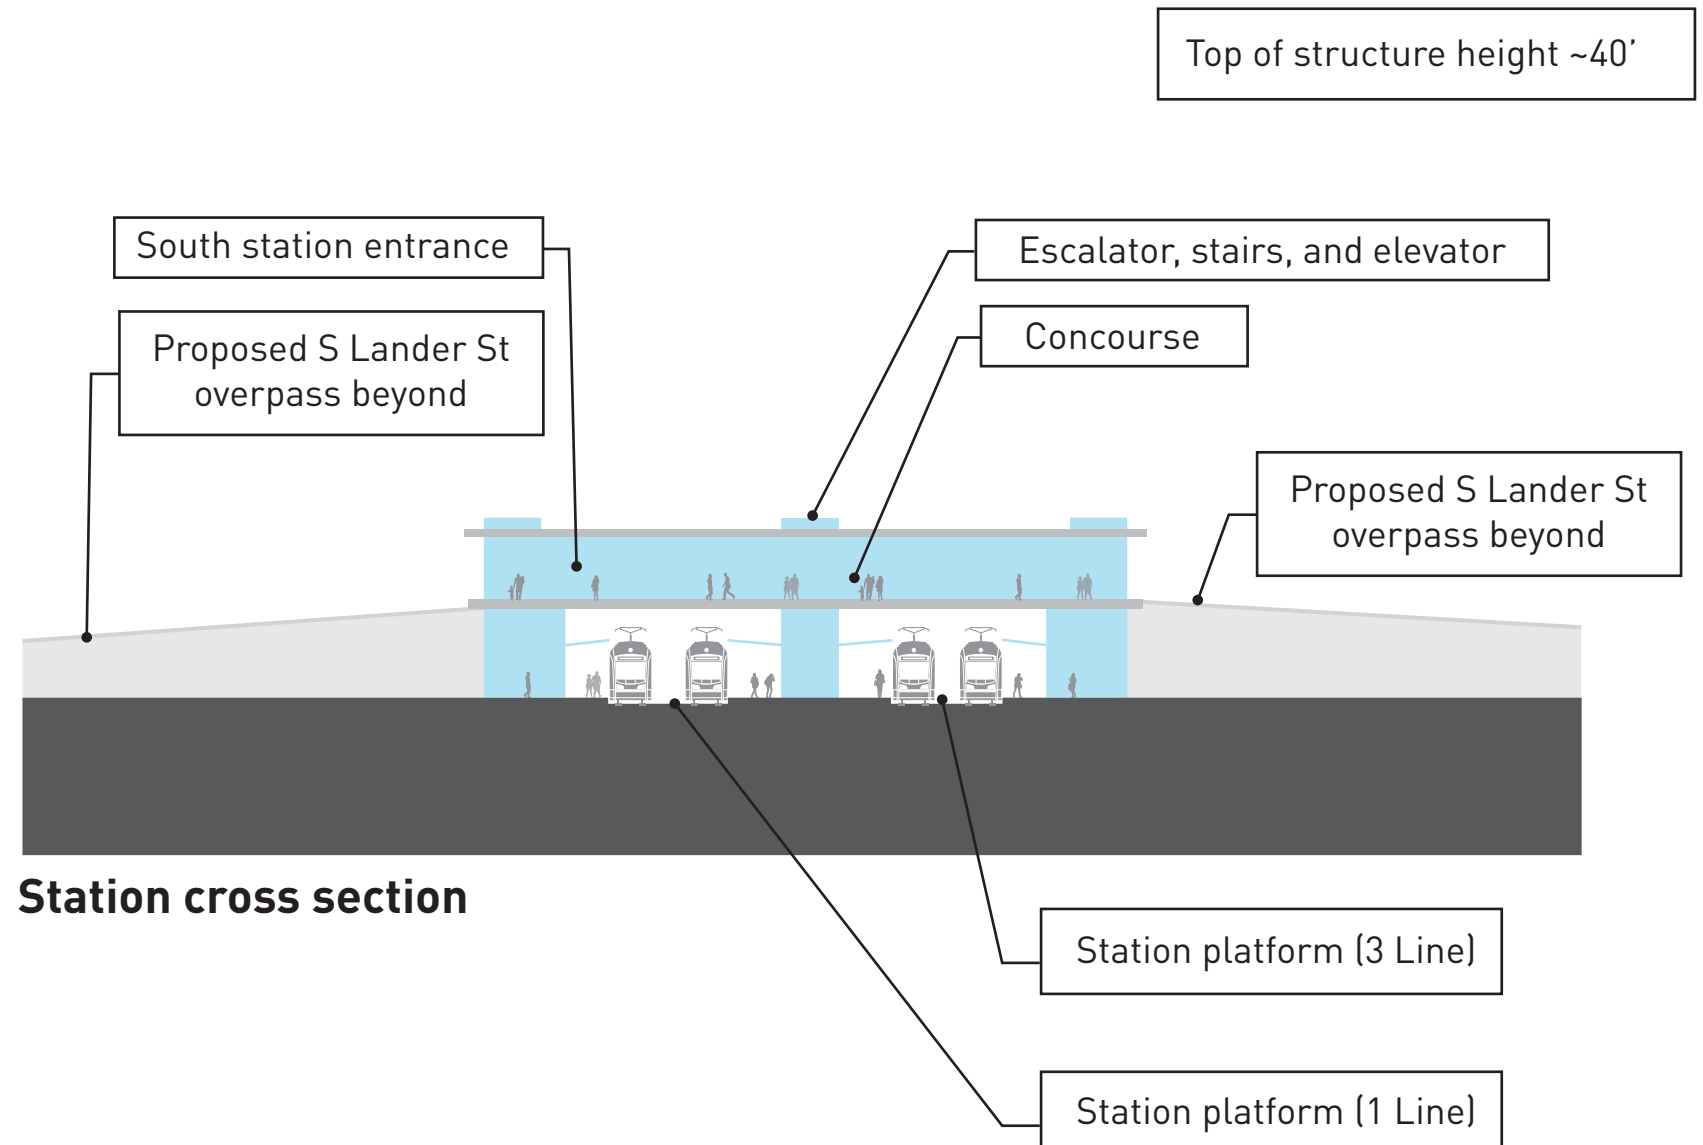 Top of structure height ~40’
South station entrance
Escalator, stairs, and elevator
Proposed S Lander St
overpass beyond
Concourse
Proposed S Lander St
overpass beyond
Station cross section
Station platform (3 Line)
Station platform (1 Line)